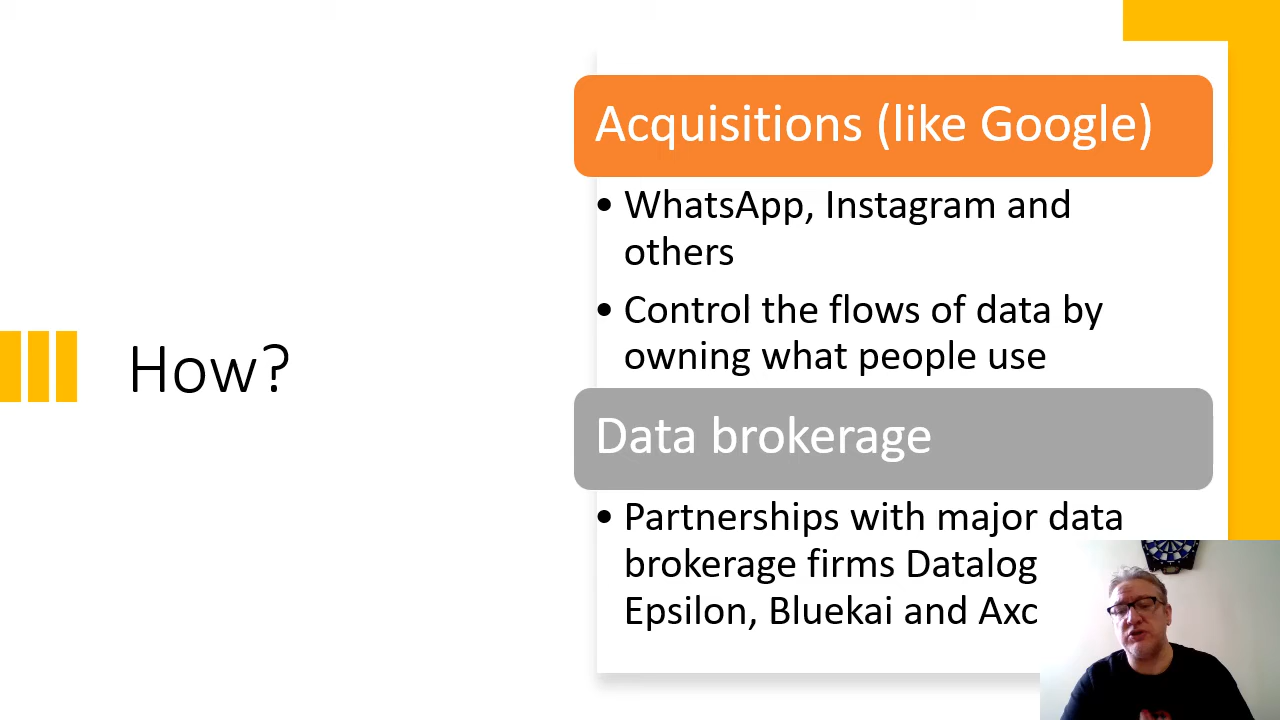 How?
Acquisitions (like Google)
• WhatsApp, Instagram and
others
• Control the flows of data by
owning what people use
Data brokerage
• Partnerships with major data
brokerage firms Datalog
Epsilon, Bluekai and Axc